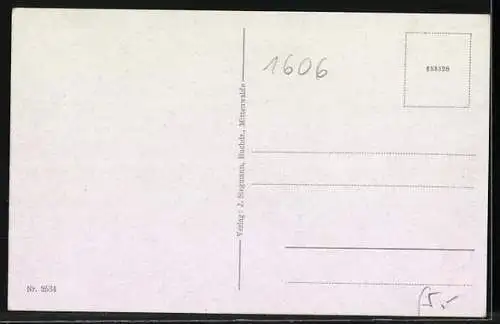 1606
Verlag: J. Siegmann, Buchdr., Mittenwalde
Nr. 2534
5.-